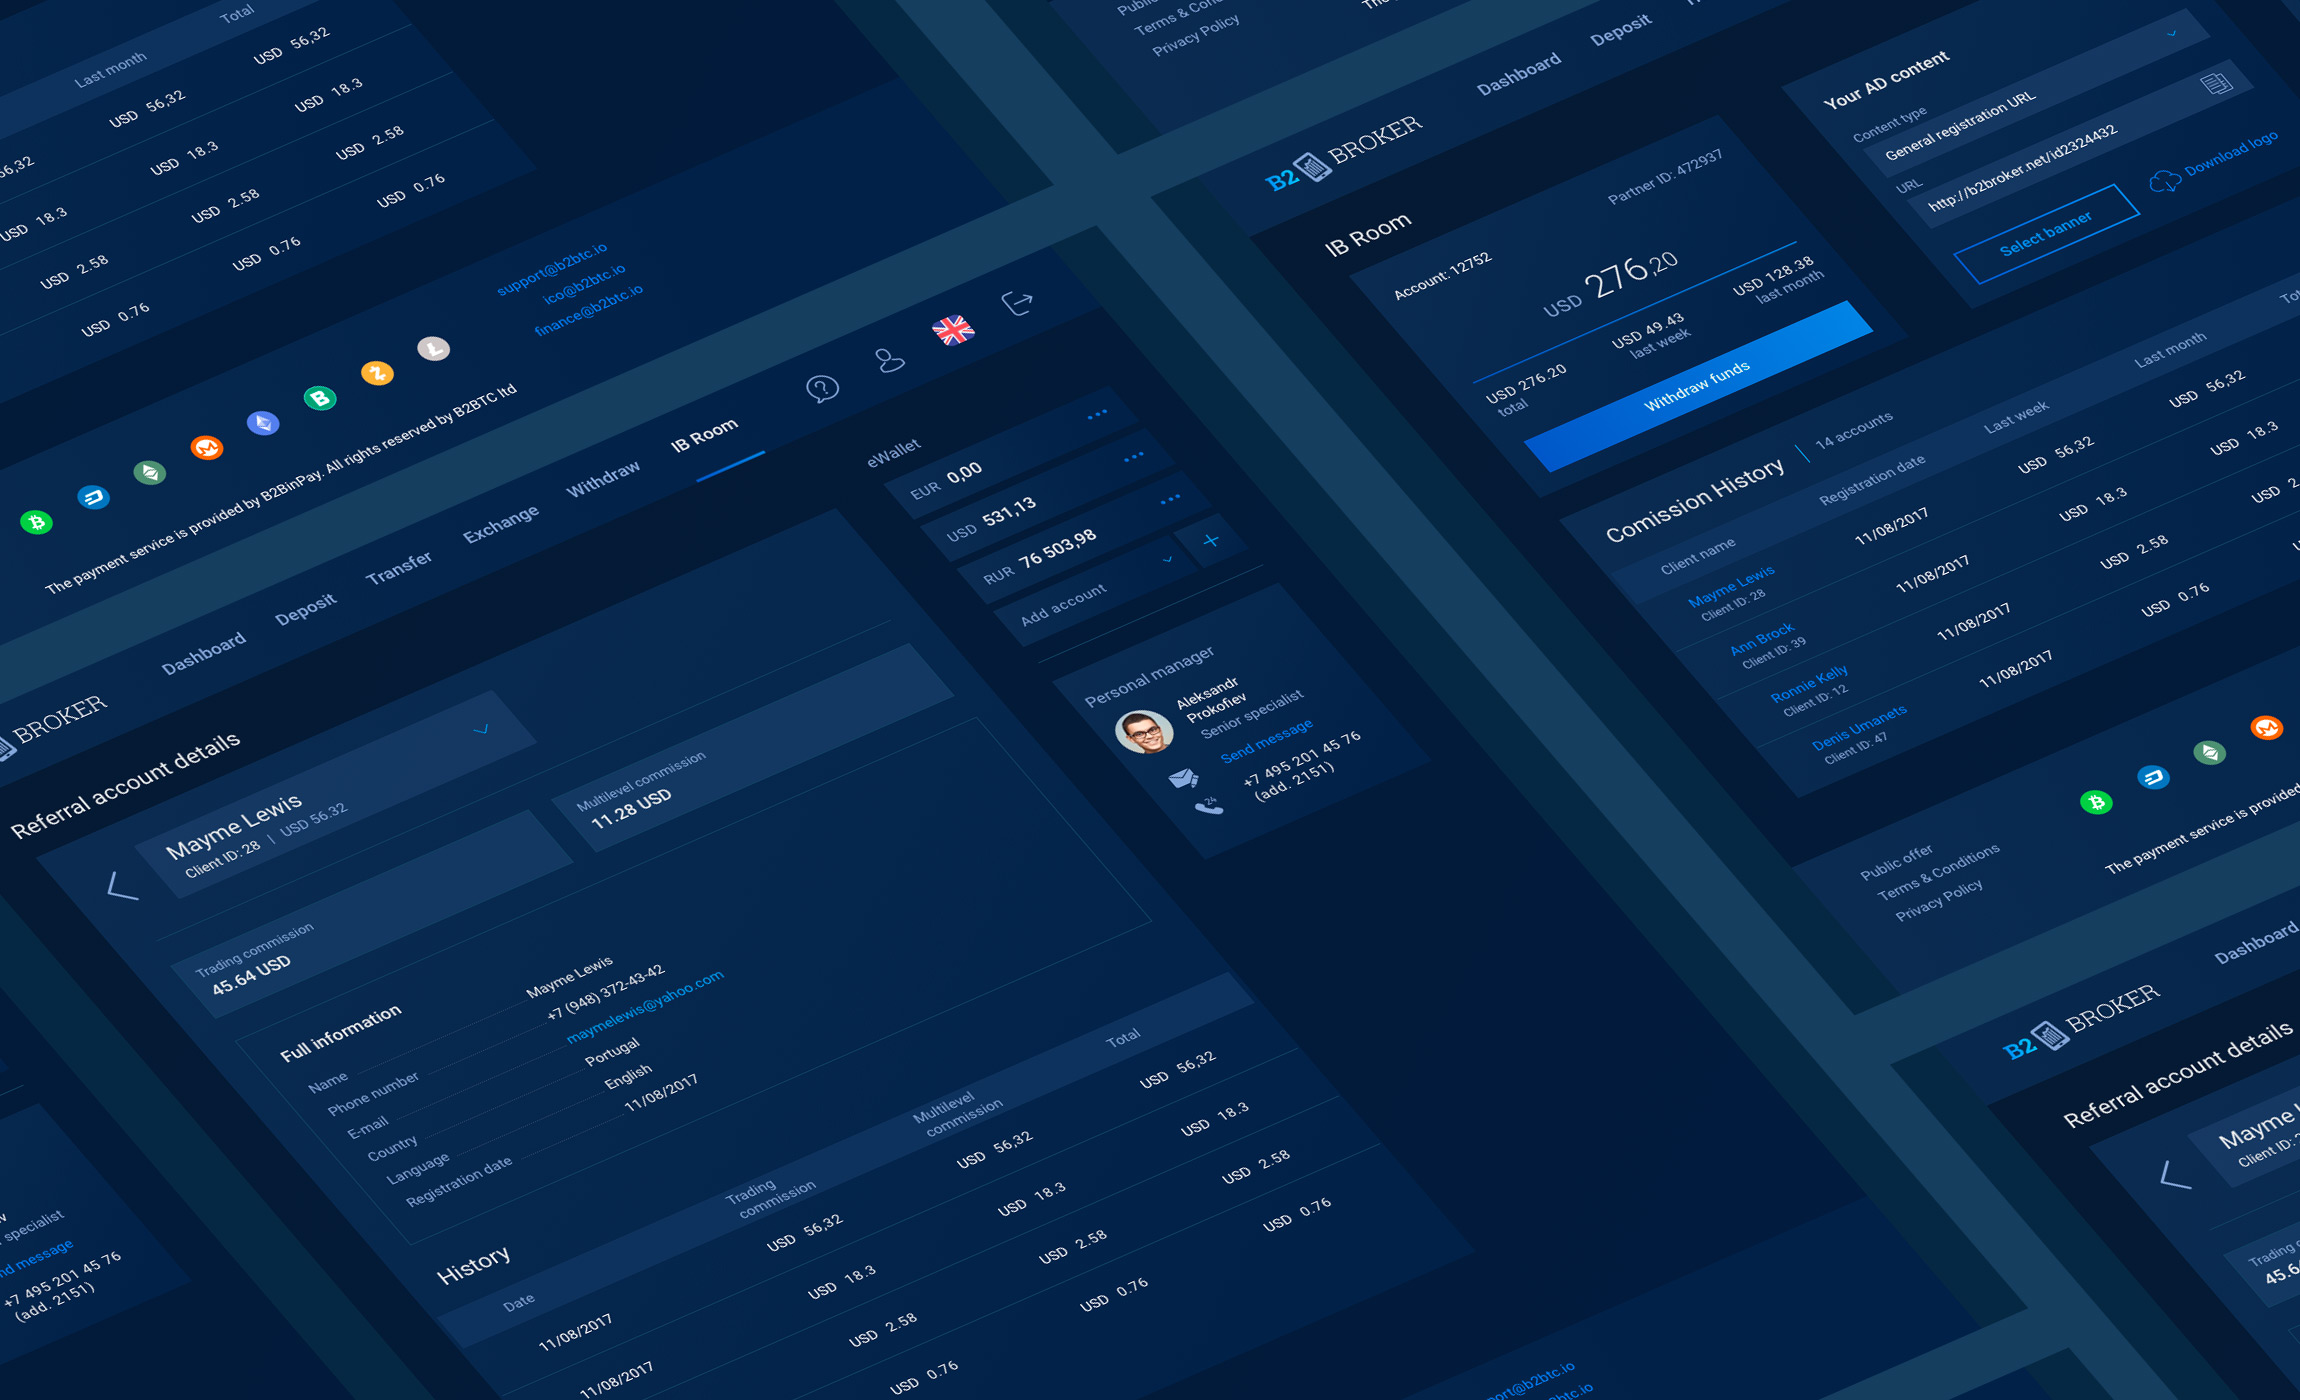 Last month
Total
USD 56,32
USD 56,32
USD 18.3
USD 18.3
USD 18.3
USD 2.58
USD 2.58
USD 2.58
USD 0.76
USD 0.76
USD 0.76
support@b2btc.io
ico@b2btc.io
finance@b2btc.io
The payment service is provided by B2BinPay. All rights reserved by B2BTC ltd
BROKER
Dashboard
Deposit
Transfer
Exchange
Withdraw
IB Room
Referral account details
Mayme Lewis
Client ID: 28 | USD 56.32
Trading commission
45.64 USD
Multilevel commission
11.28 USD
Full information
Name Mayme Lewis
Phone number +7 (948) 372-43-42
E-mail maymelewis@yahoo.com
Country Portugal
Language English
Registration date 11/08/2017
History
Date
Trading commission
Multilevel commission
Total
11/08/2017 USD 56,32 USD 56,32 USD 56,32
11/08/2017 USD 18.3 USD 18.3 USD 18.3
USD 2.58 USD 2.58 USD 2.58
USD 0.76 USD 0.76 USD 0.76
eWallet
EUR 0,00
USD 531,13
RUR 76 503,98
Add account
Personal manager
Aleksandr
Prokofiev
Senior specialist
Send message
24
+7 495 201 45 76
(add. 2151)
Public
Terms &
Privacy Policy
B2 BROKER
Dashboard
Deposit
IB Room
Account: 12752
Partner ID: 472937
USD 276,20
USD 276.20
total
USD 49.43
last week
USD 128.38
last month
Withdraw funds
Your AD content
Content type
General registration URL
URL
http://b2broker.net/id2324432
Select banner
Download logo
Comission History
14 accounts
Client name
Registration date
Last week
Last month
Mayme Lewis
Client ID: 28
11/08/2017 USD 56,32 USD 56,32
Ann Brock
Client ID: 39
11/08/2017 USD 18.3 USD 18.3
Ronnie Kelly
Client ID: 12
11/08/2017 USD 2.58 USD
Denis Umanets
Client ID: 47
11/08/2017 USD 0.76
Public offer
Terms & Conditions
Privacy Policy
The payment service is provided
B2 BROKER
Dashboard
Referral account details
Mayme
Client ID:
Trading
specialist
message
+7 495 201 45 76
(add. 2151)